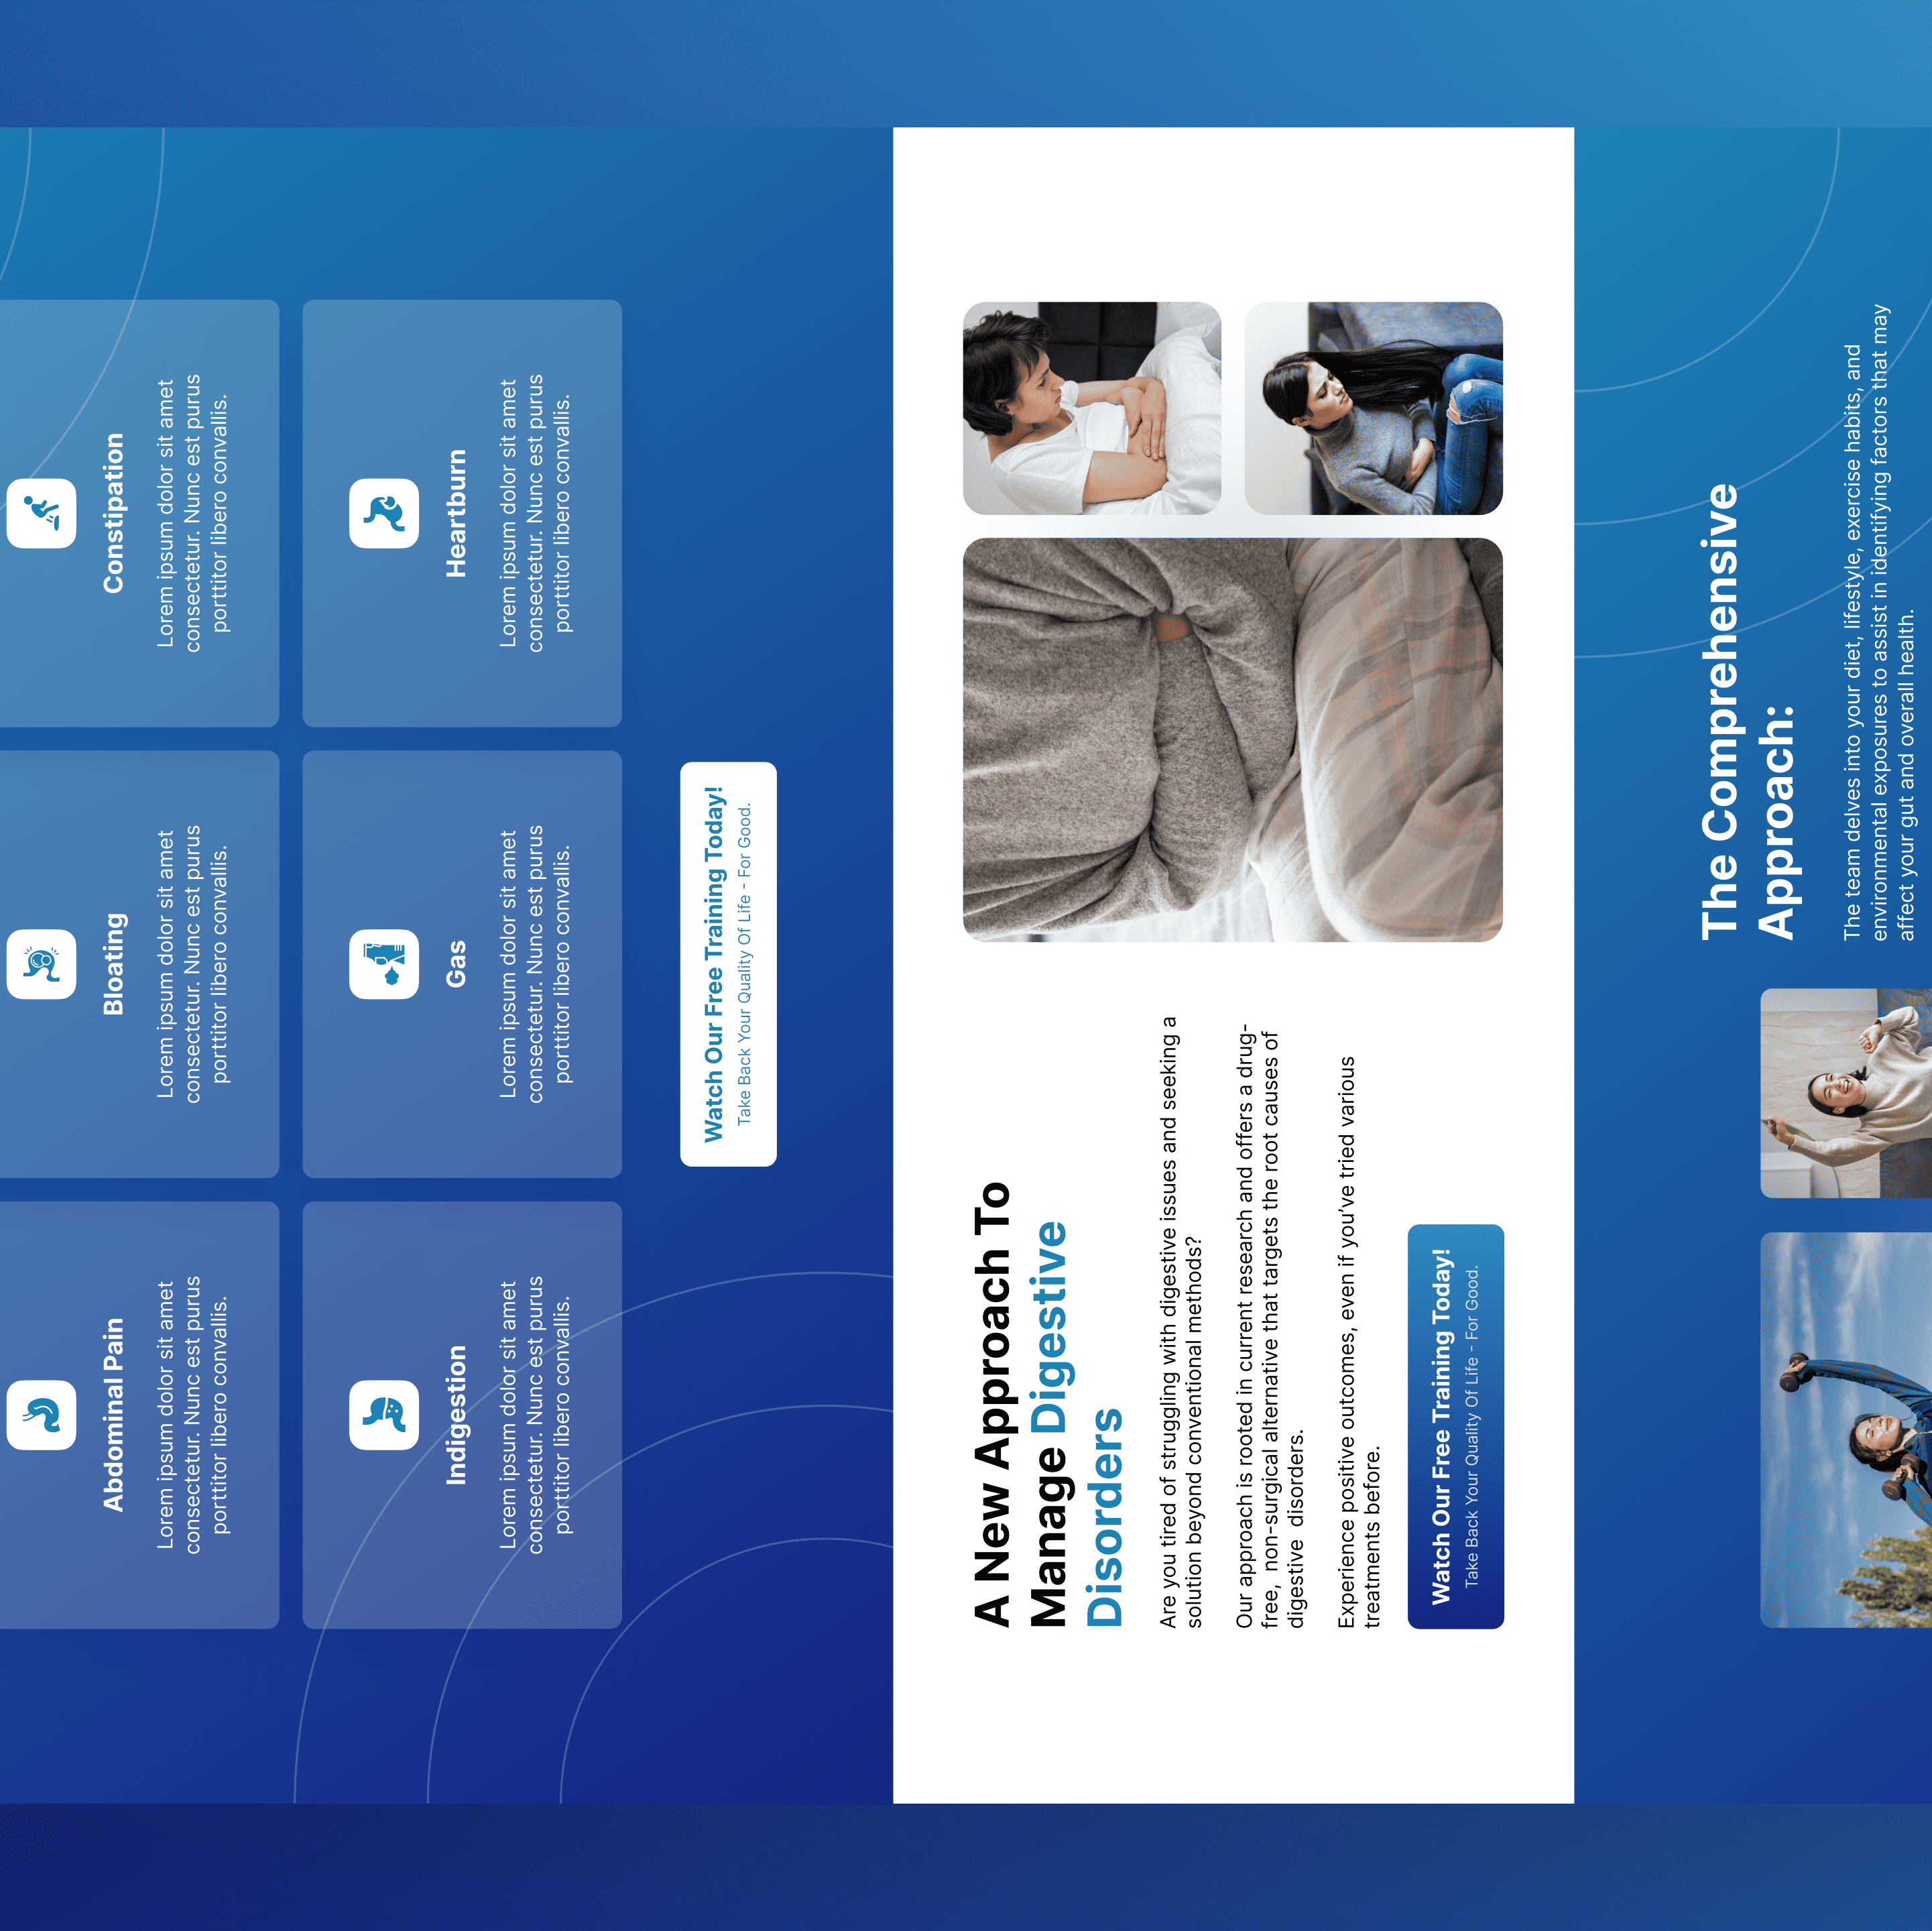 Abdominal Pain
Lorem ipsum dolor sit amet
consectetur. Nunc est purus
porttitor libero convallis.
Bloating
Lorem ipsum dolor sit amet
consectetur. Nunc est purus
porttitor libero convallis.
Constipation
Lorem ipsum dolor sit amet
consectetur. Nunc est purus
porttitor libero convallis.
Indigestion
Lorem ipsum dolor sit amet
consectetur. Nunc est purus
porttitor libero convallis.
Gas
Lorem ipsum dolor sit amet
consectetur. Nunc est purus
porttitor libero convallis.
Heartburn
Lorem ipsum dolor sit amet
consectetur. Nunc est purus
porttitor libero convallis.
Watch Our Free Training Today!
Take Back Your Quality Of Life - For Good.
A New Approach To
Manage Digestive
Disorders
Are you tired of struggling with digestive issues and seeking a
solution beyond conventional methods?
Our approach is rooted in current research and offers a drug-
free, non-surgical alternative that targets the root causes of
digestive disorders.
Experience positive outcomes, even if you've tried various
treatments before.
Watch Our Free Training Today!
Take Back Your Quality Of Life - For Good.
The Comprehensive
Approach:
The team delves into your diet, lifestyle, exercise habits, and
environmental exposures to assist in identifying factors that may
affect your gut and overall health.